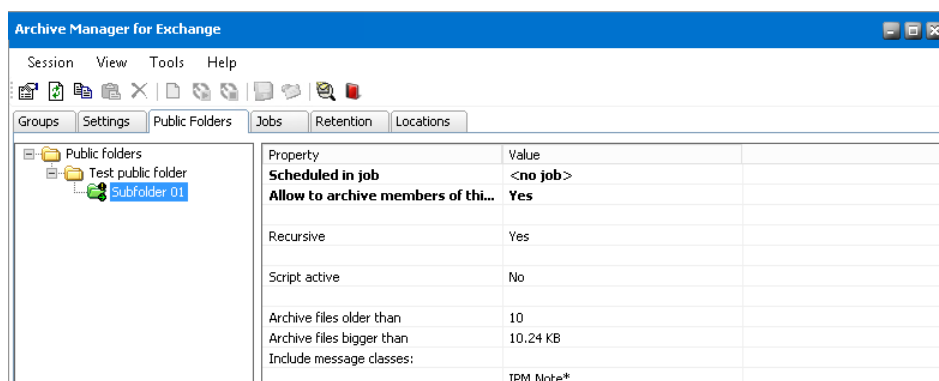 Archive Manager for Exchange
Session View Tools Help
Groups Settings Public Folders Jobs Retention Locations
Public folders
Test public folder
Subfolder 01
Property Value
Scheduled in job <no job>
Allow to archive members of thi... Yes
Recursive Yes
Script active No
Archive files older than 10
Archive files bigger than 10.24 KB
Include message classes:
IPM.Note*